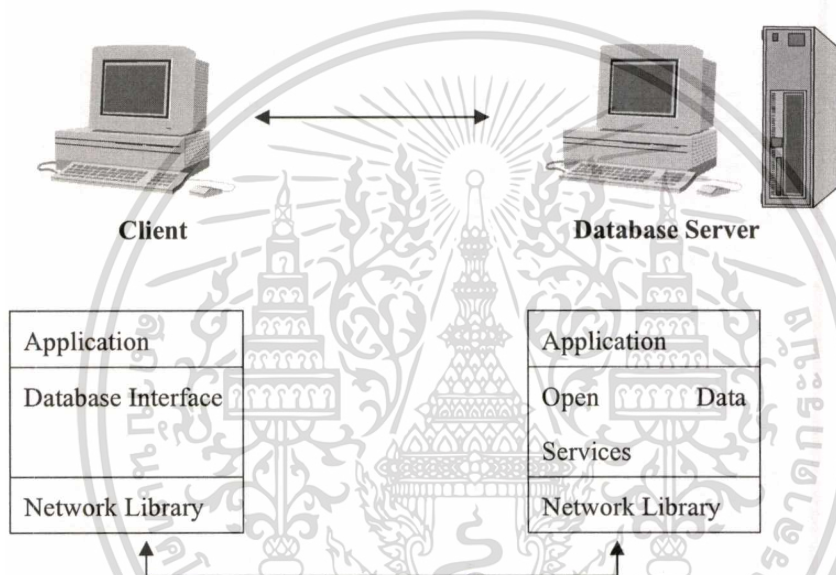 Client
Database Server
Application
Database Interface
Network Library
Application
Open Data
Services
Network Library